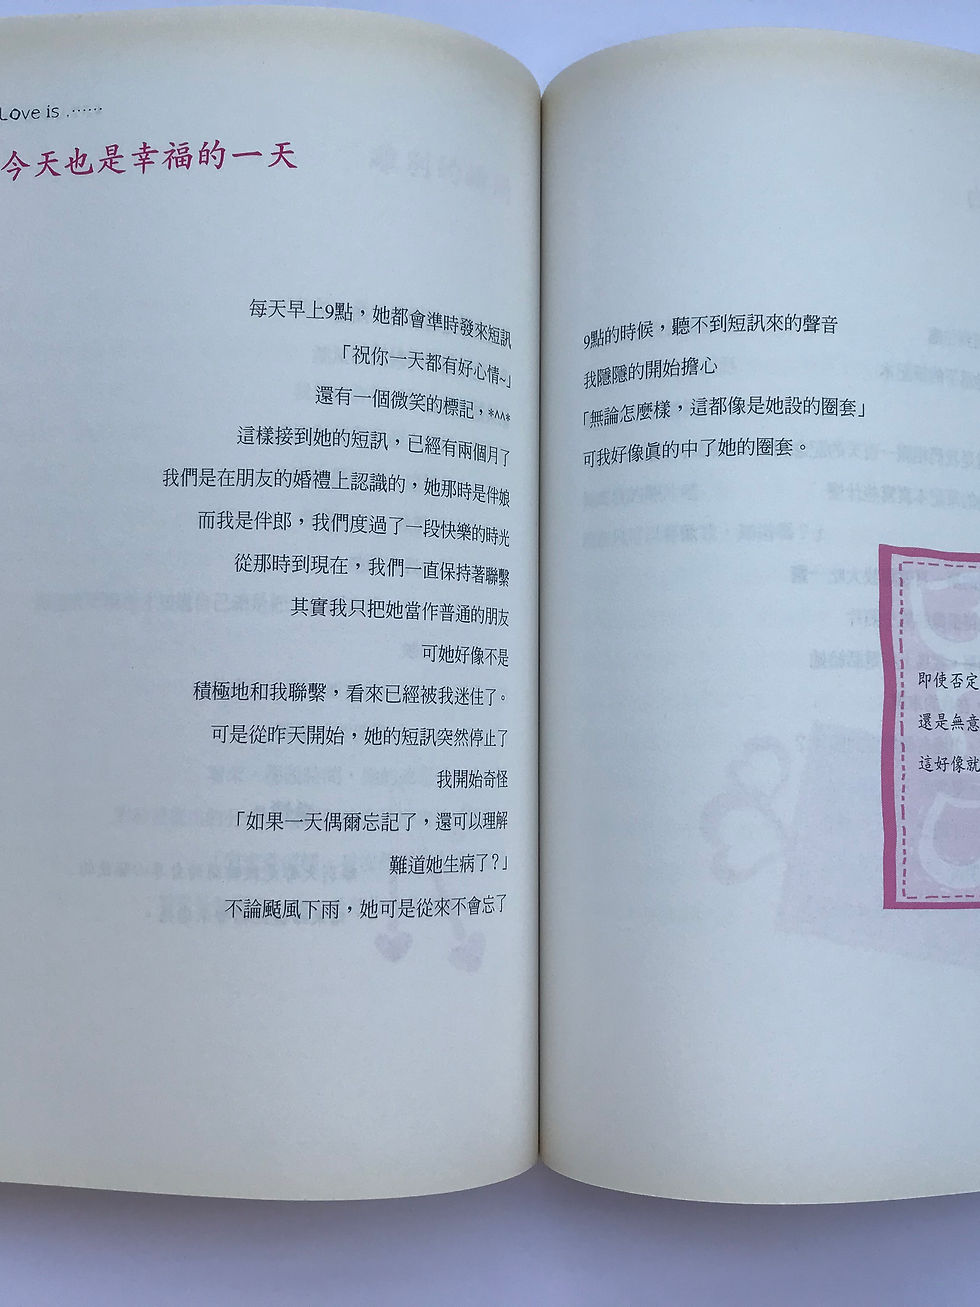 Love is .……
今天也是幸福的一天
每天早上9點，她都會準時發來短訊
「祝你一天都有好心情~」
還有一個微笑的標記，*^^*
這樣接到她的短訊，已經有兩個月了
我們是在朋友的婚禮上認識的，她那時是伴娘
而我是伴郎，我們度過了一段快樂的時光
從那時到現在，我們一直保持著聯繫
其實我只把她當作普通的朋友
可她好像不是
積極地和我聯繫，看來已經被我迷住了。
可是從昨天開始，她的短訊突然停止了
我開始奇怪
「如果一天偶爾忘記了，還可以理解
難道她生病了？」
不論颳風下雨，她可是從來不會忘了
9點的時候，聽不到短訊來的聲音
我隱隱的開始擔心
「無論怎麼樣，這都像是她設的圈套」
可我好像真的中了她的圈套。
即使否定
還是無意
這好像就